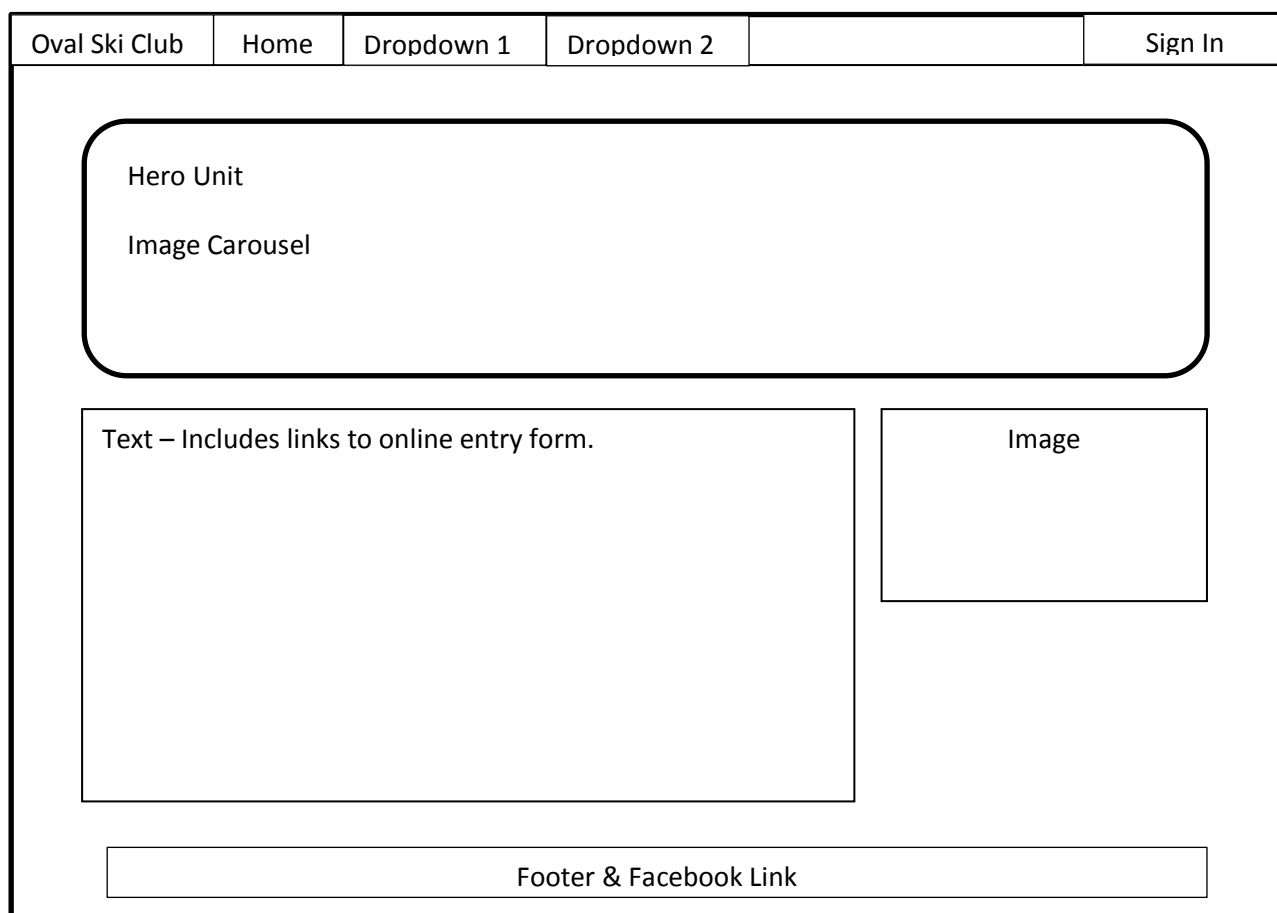 Oval Ski Club Home Dropdown 1 Dropdown 2 Sign In
Hero Unit
Image Carousel
Text – Includes links to online entry form.
Image
Footer & Facebook Link